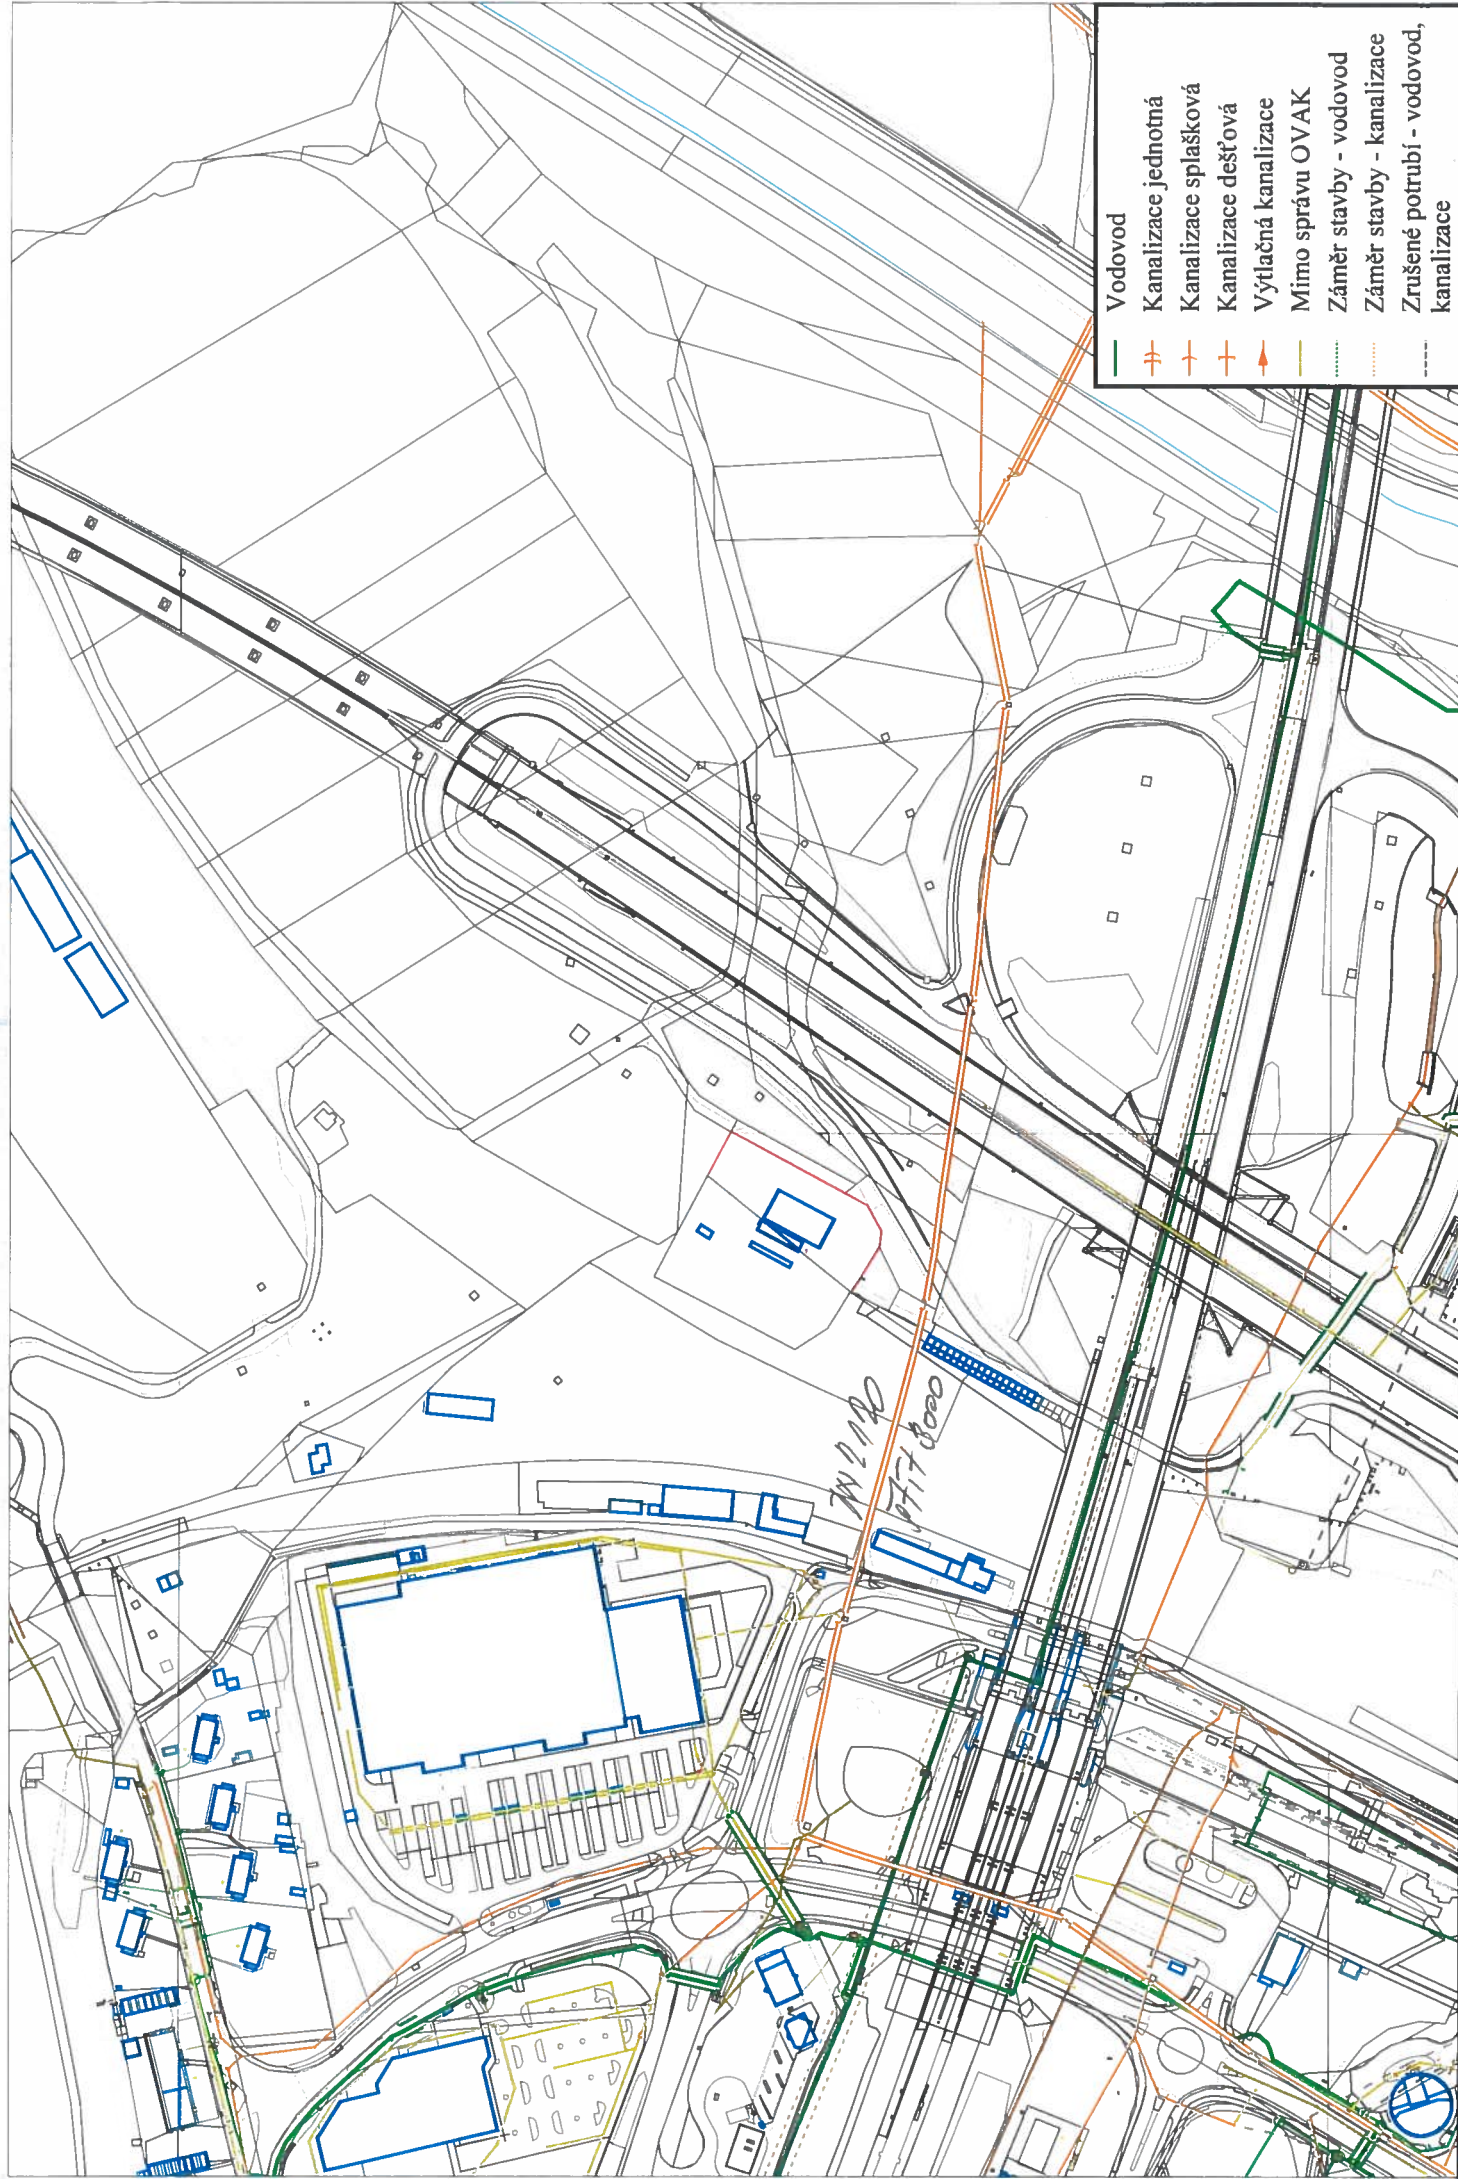 Vodovod
Kanalizace jednotná
Kanalizace splašková
Kanalizace dešťová
Výtlačná kanalizace
Mimo správu OVAK
Záměr stavby - vodovod
Záměr stavby - kanalizace
Zrušené potrubí - vodovod,
kanalizace